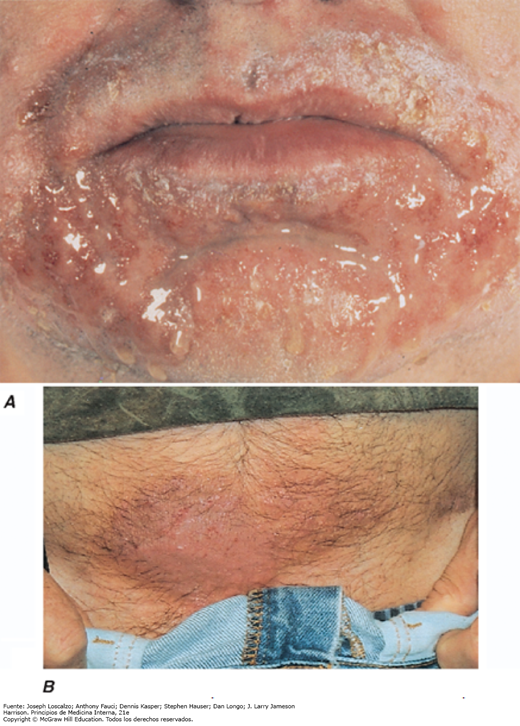 A
B
Fuente: Joseph Loscalzo; Anthony Fauci; Dennis Kasper; Stephen Hauser; Dan Longo; J. Larry Jameson
Harrison. Principios de Medicina Interna, 21e
Copyright © McGraw Hill Education. Todos los derechos reservados.